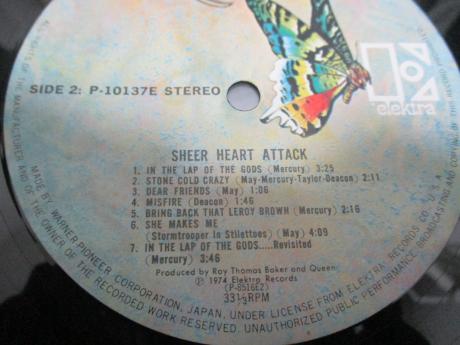 elektra
SIDE 2: P-10137E STEREO
SHEER HEART ATTACK
1. IN THE LAP OF THE GODS (Mercury) 3:25
2. STONE COLD CRAZY (May-Mercury-Taylor-Deacon) 2:11
3. DEAR FRIENDS (May) 1:06
4. MISFIRE (Deacon) 1:46
5. BRING BACK THAT LEROY BROWN (Mercury) 2:16
6. SHE MAKES ME
(Stormtrooper in Stilettoes) (May) 4:09
7. IN THE LAP OF THE GODS.....Revisited
(Mercury) 3:46
Produced by Roy Thomas Baker and Queen
℗ 1974 Elektra Records
(P-8516E2)
33⅓RPM
OF THE MANUFACTURER AND OF THE OWNER OF THE RECORDED WORK RESERVED. UNAUTHORIZED PUBLIC PERFORMANCE, BROADCASTING AND
MADE BY WARNER-PIONEER CORPORATION, JAPAN, UNDER LICENSE FROM ELEKTRA RECORDS CO., U.S.A.